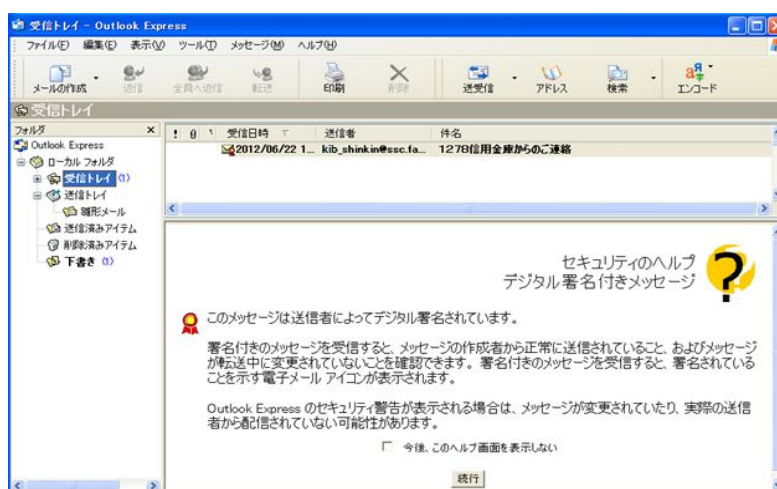 受信トレイ - Outlook Express
ファイル(F) 編集(E) 表示(V) ツール(T) メッセージ(M) ヘルプ(H)
メールの作成 返信 全員へ返信 転送 印刷 削除 送受信 アドレス 検索 エンコード
受信トレイ
フォルダ ×
! 受信日時 送信者 件名
Outlook Express
2012/06/22 1... kib_shinkin@ssc.fa... 1278信用金庫からのご連絡
ローカル フォルダ
受信トレイ (1)
送信トレイ
雛形メール
送信済みアイテム
削除済みアイテム
下書き (1)
セキュリティのヘルプ
デジタル署名付きメッセージ
このメッセージは送信者によってデジタル署名されています。
署名付きのメッセージを受信すると、メッセージの作成者から正常に送信されていること、およびメッセージ
が転送中に変更されていないことを確認できます。署名付きのメッセージを受信すると、署名されている
ことを示す電子メール アイコンが表示されます。
Outlook Express のセキュリティ警告が表示される場合は、メッセージが変更されていたり、実際の送信
者から配信されていない可能性があります。
今後、このヘルプ画面を表示しない
続行